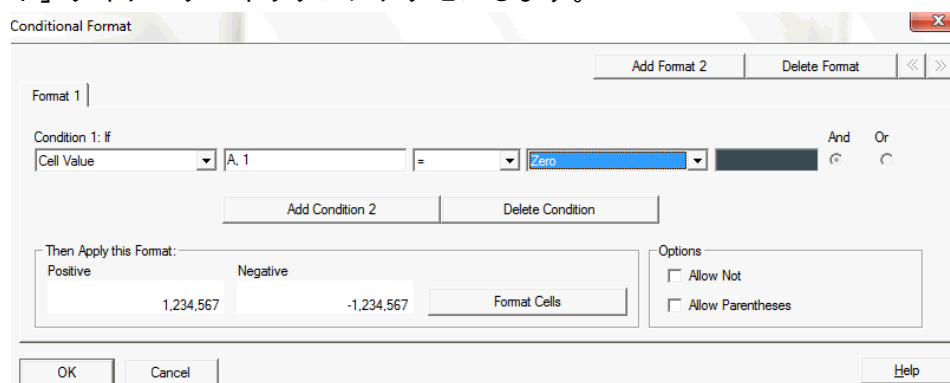 Conditional Format
Add Format 2 Delete Format
Format 1
Condition 1: If And Or
Cell Value A, 1 = Zero
Add Condition 2 Delete Condition
Then Apply this Format: Options
Positive Negative Allow Not
1,234,567 -1,234,567 Format Cells Allow Parentheses
OK Cancel Help